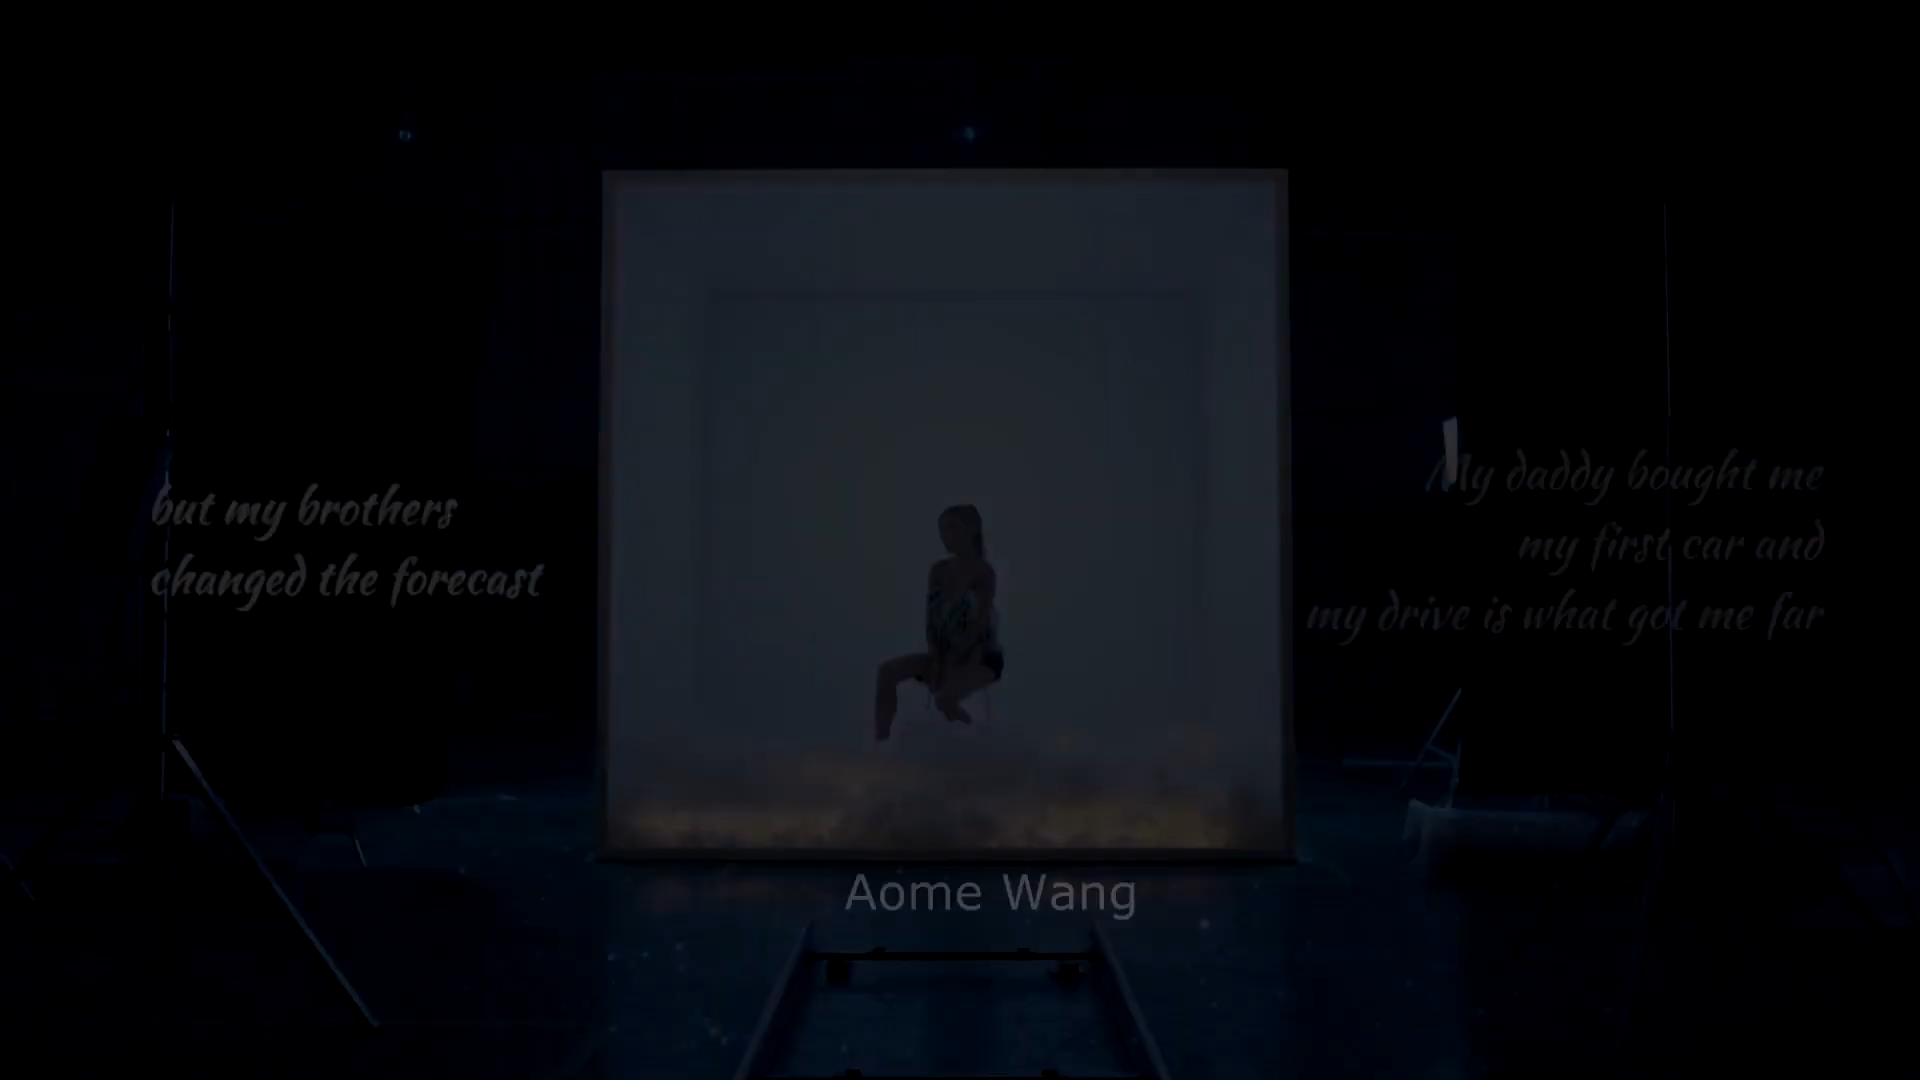 but my brothers
changed the forecast
My daddy bought me
my first car and
my drive is what got me far
Aome Wang